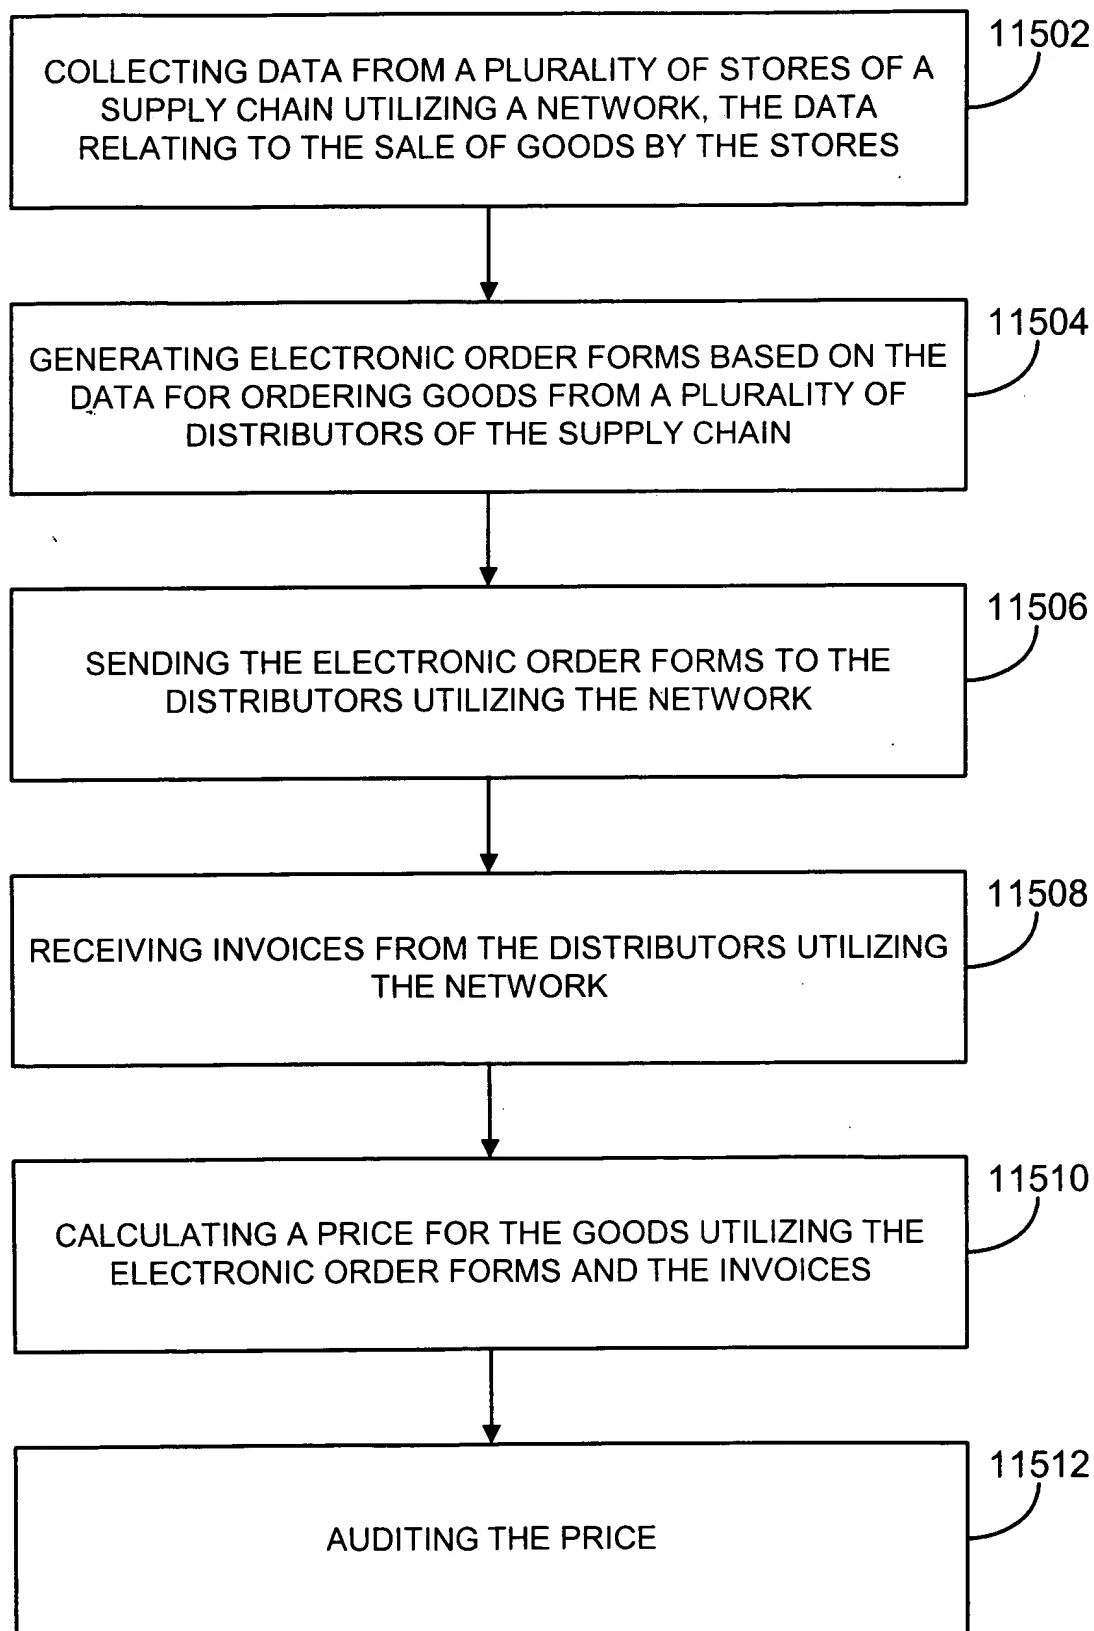 11502
COLLECTING DATA FROM A PLURALITY OF STORES OF A
SUPPLY CHAIN UTILIZING A NETWORK, THE DATA
RELATING TO THE SALE OF GOODS BY THE STORES
11504
GENERATING ELECTRONIC ORDER FORMS BASED ON THE
DATA FOR ORDERING GOODS FROM A PLURALITY OF
DISTRIBUTORS OF THE SUPPLY CHAIN
11506
SENDING THE ELECTRONIC ORDER FORMS TO THE
DISTRIBUTORS UTILIZING THE NETWORK
11508
RECEIVING INVOICES FROM THE DISTRIBUTORS UTILIZING
THE NETWORK
11510
CALCULATING A PRICE FOR THE GOODS UTILIZING THE
ELECTRONIC ORDER FORMS AND THE INVOICES
11512
AUDITING THE PRICE